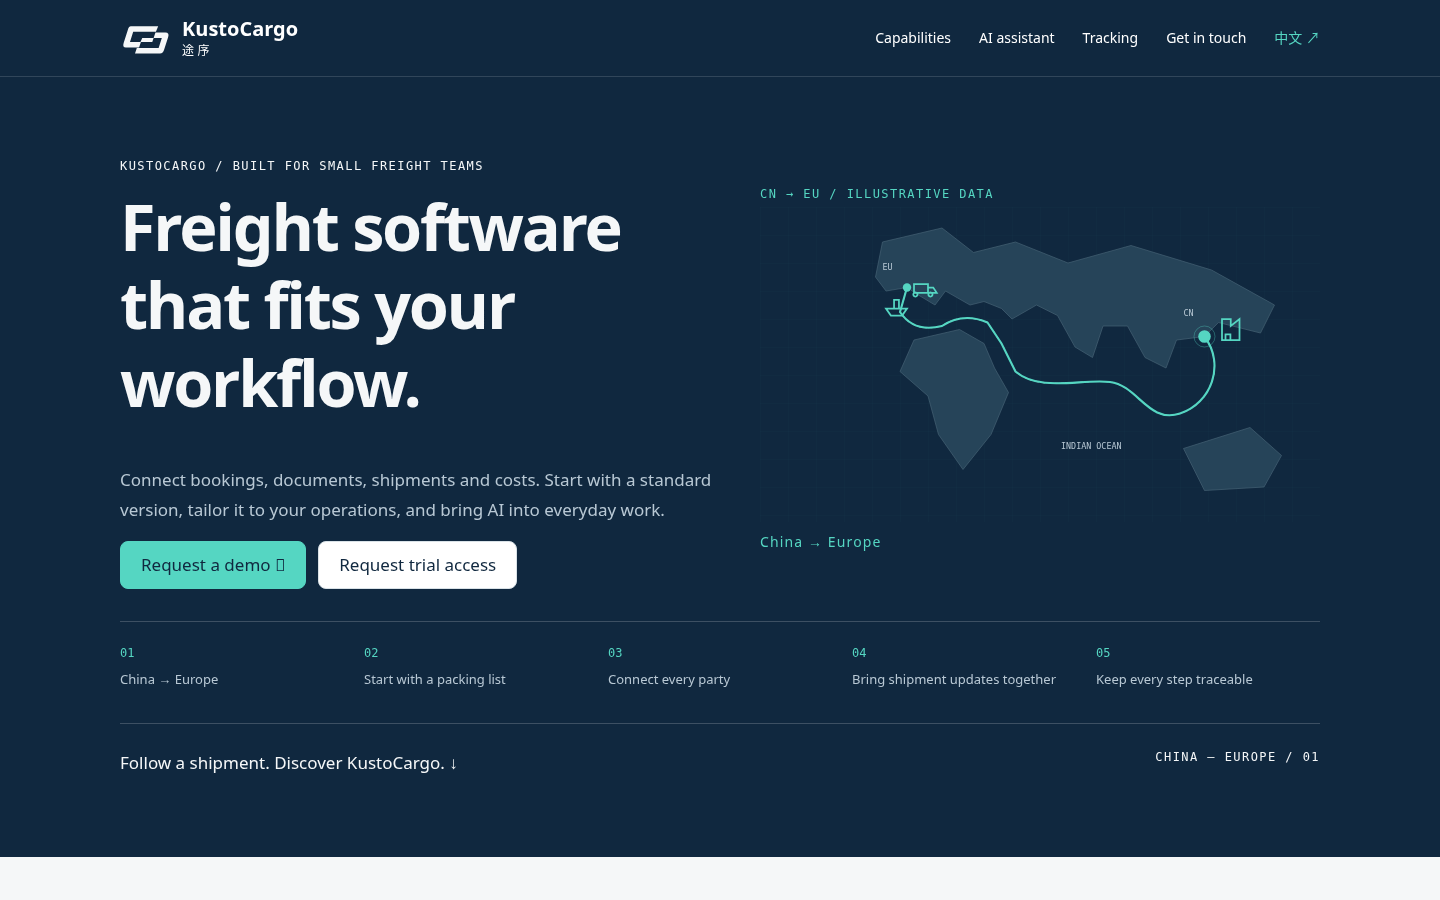 KustoCargo
途序
Capabilities
AI assistant
Tracking
Get in touch
中文 ↗
KUSTOCARGO / BUILT FOR SMALL FREIGHT TEAMS
Freight software
that fits your
workflow.
Connect bookings, documents, shipments and costs. Start with a standard
version, tailor it to your operations, and bring AI into everyday work.
Request a demo
Request trial access
CN → EU / ILLUSTRATIVE DATA
EU
CN
INDIAN OCEAN
China → Europe
01
China → Europe
02
Start with a packing list
03
Connect every party
04
Bring shipment updates together
05
Keep every step traceable
Follow a shipment. Discover KustoCargo. ↓
CHINA — EUROPE / 01